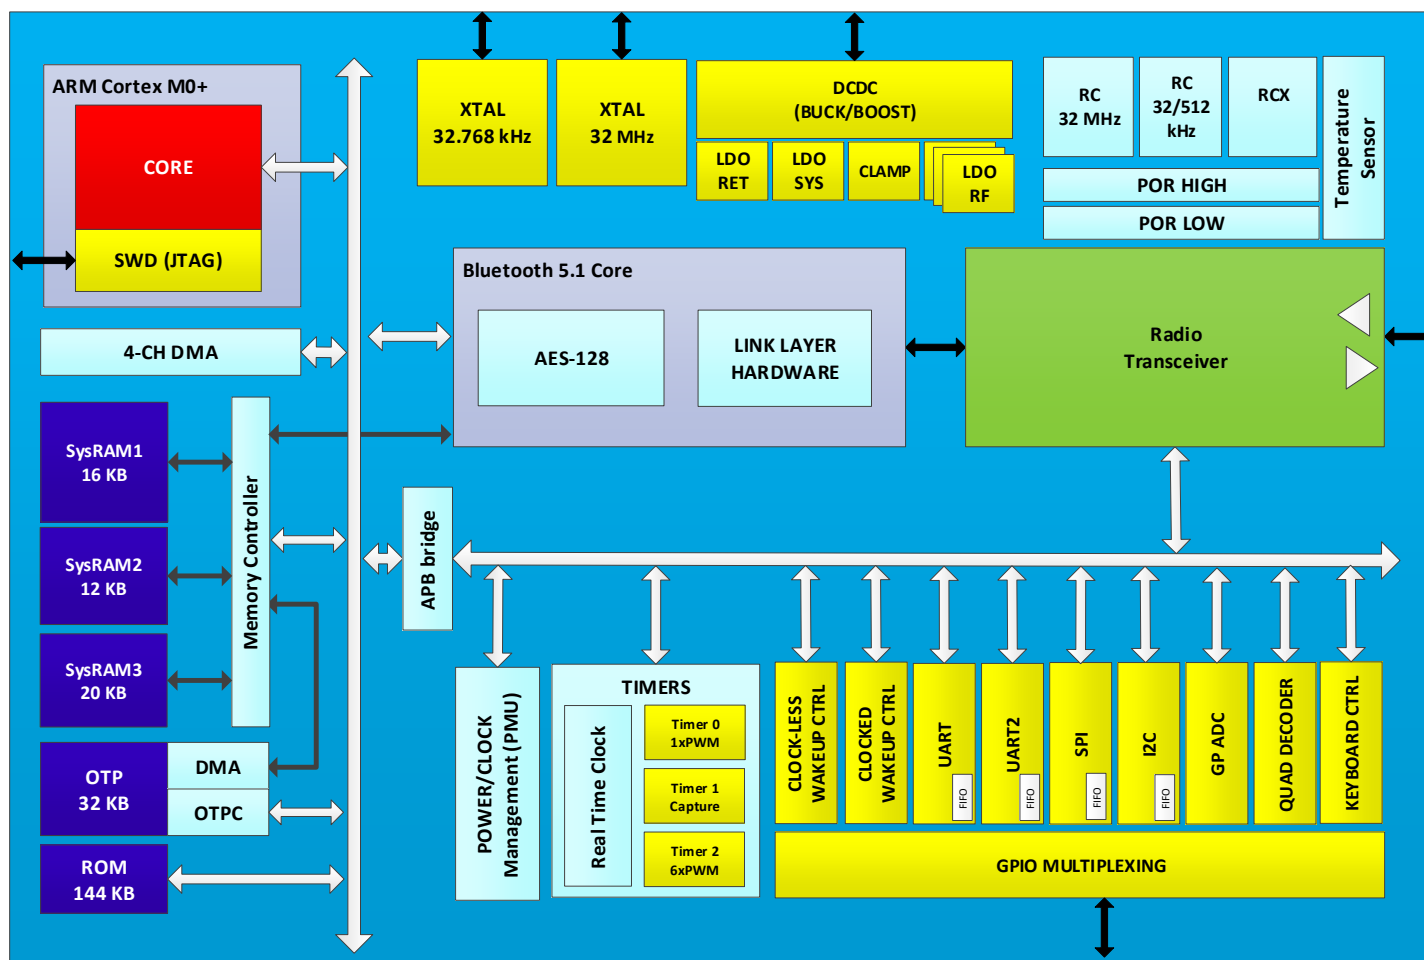 ARM Cortex M0+
CORE
SWD (JTAG)
XTAL
32.768 kHz
XTAL
32 MHz
DCDC
(BUCK/BOOST)
LDO
RET
LDO
SYS
CLAMP
LDO
RF
RC
32 MHz
RC
32/512
kHz
RCX
POR HIGH
POR LOW
Temperature
Sensor
4-CH DMA
Bluetooth 5.1 Core
AES-128
LINK LAYER
HARDWARE
Radio
Transceiver
SysRAM1
16 KB
SysRAM2
12 KB
SysRAM3
20 KB
Memory Controller
OTP
32 KB
DMA
OTPC
ROM
144 KB
APB bridge
POWER/CLOCK
Management (PMU)
TIMERS
Real Time Clock
Timer 0
1xPWM
Timer 1
Capture
Timer 2
6xPWM
CLOCK-LESS
WAKEUP CTRL
CLOCKED
WAKEUP CTRL
UART
FIFO
UART2
FIFO
SPI
FIFO
I2C
FIFO
GP ADC
QUAD DECODER
KEYBOARD CTRL
GPIO MULTIPLEXING